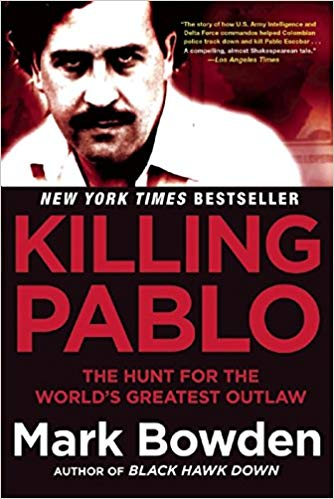 "The story of how U.S. Army Intelligence and
Delta Force commandos helped Colombian
police track down and kill Pablo Escobar . . .
A compelling, almost Shakespearean tale."
—Los Angeles Times
NEW YORK TIMES BESTSELLER
KILLING
PABLO
THE HUNT FOR THE
WORLD'S GREATEST OUTLAW
Mark Bowden
AUTHOR OF BLACK HAWK DOWN